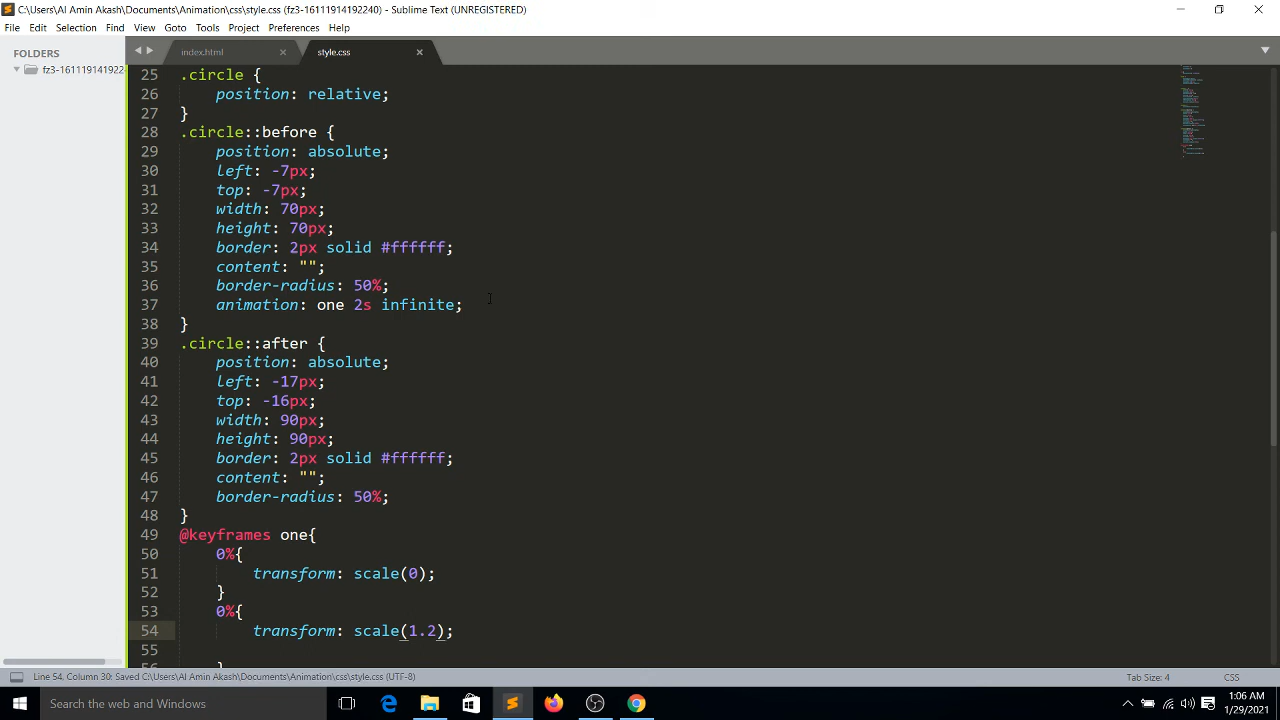 C:\Users\Al Amin Akash\Documents\Animation\css\style.css (fz3-16111914192240) - Sublime Text (UNREGISTERED)
File Edit Selection Find View Goto Tools Project Preferences Help
FOLDERS
fz3-161119141922
index.html
style.css
25 .circle {
26 position: relative;
27 }
28 .circle::before {
29 position: absolute;
30 left: -7px;
31 top: -7px;
32 width: 70px;
33 height: 70px;
34 border: 2px solid #ffffff;
35 content: "";
36 border-radius: 50%;
37 animation: one 2s infinite;
38 }
39 .circle::after {
40 position: absolute;
41 left: -17px;
42 top: -16px;
43 width: 90px;
44 height: 90px;
45 border: 2px solid #ffffff;
46 content: "";
47 border-radius: 50%;
48 }
49 @keyframes one{
50 0%{
51 transform: scale(0);
52 }
53 0%{
54 transform: scale(1.2);
55
56 }
Line 54, Column 30: Saved C:\Users\Al Amin Akash\Documents\Animation\css\style.css (UTF-8)
Tab Size: 4
CSS
Search the web and Windows
1:06 AM
1/29/2021